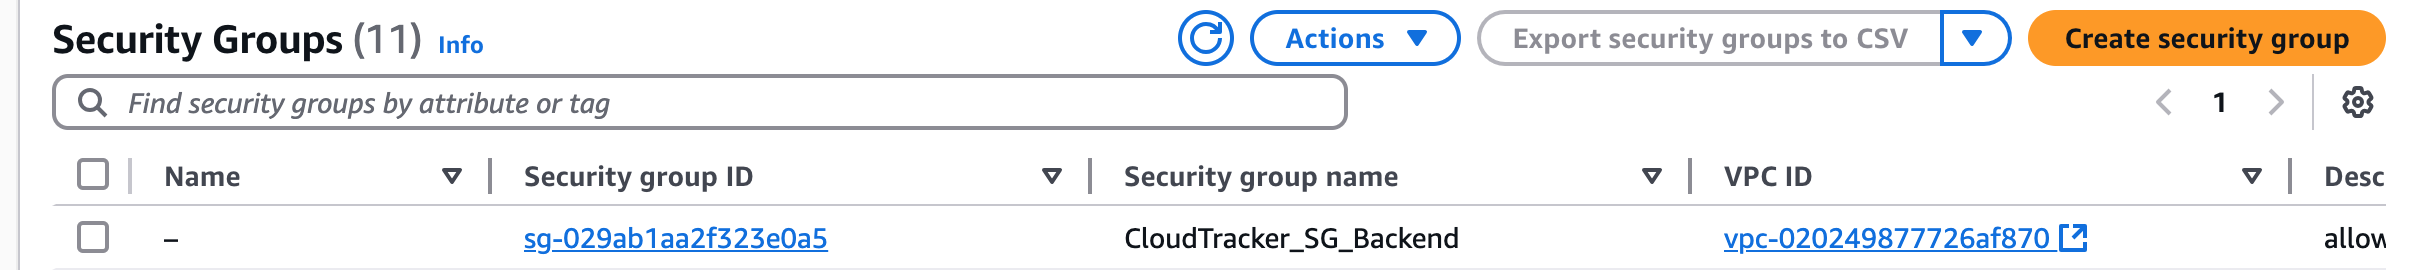 Security Groups (11) Info Actions Export security groups to CSV Create security group
Find security groups by attribute or tag 1
Name Security group ID Security group name VPC ID Desc
– sg-029ab1aa2f323e0a5 CloudTracker_SG_Backend vpc-020249877726af870 allow